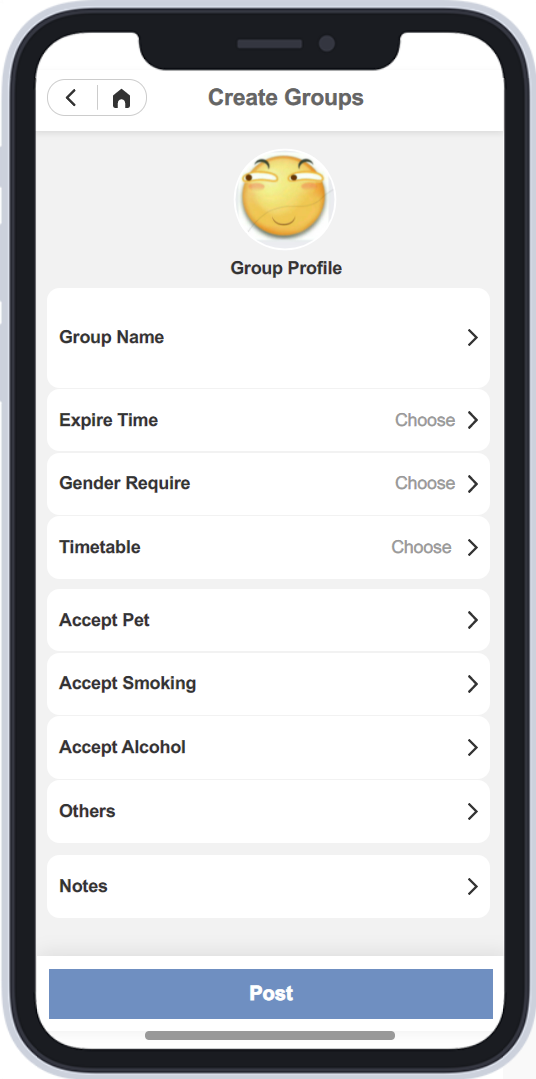 Create Groups
Group Profile
Group Name
Expire Time Choose
Gender Require Choose
Timetable Choose
Accept Pet
Accept Smoking
Accept Alcohol
Others
Notes
Post